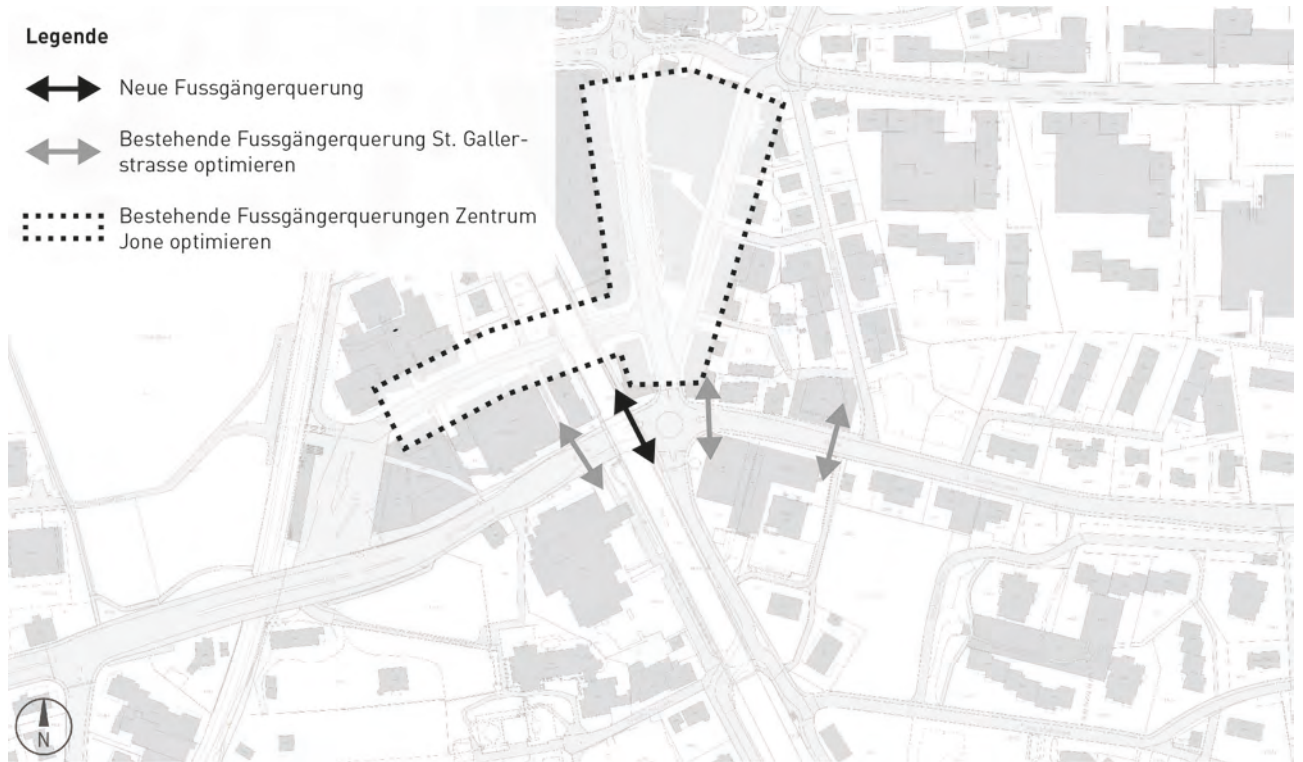 Legende
Neue Fussgängerquerung
Bestehende Fussgängerquerung St. Galler-
strasse optimieren
Bestehende Fussgängerquerungen Zentrum
Jone optimieren
N